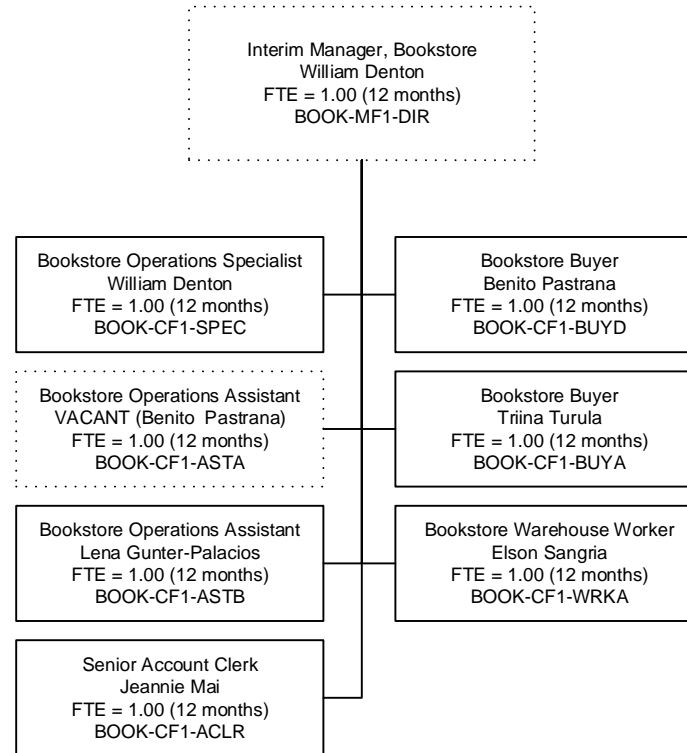 Interim Manager, Bookstore
William Denton
FTE = 1.00 (12 months)
BOOK-MF1-DIR
Bookstore Operations Specialist
William Denton
FTE = 1.00 (12 months)
BOOK-CF1-SPEC
Bookstore Buyer
Benito Pastrana
FTE = 1.00 (12 months)
BOOK-CF1-BUYD
Bookstore Operations Assistant
VACANT (Benito Pastrana)
FTE = 1.00 (12 months)
BOOK-CF1-ASTA
Bookstore Buyer
Triina Turula
FTE = 1.00 (12 months)
BOOK-CF1-BUYA
Bookstore Operations Assistant
Lena Gunter-Palacios
FTE = 1.00 (12 months)
BOOK-CF1-ASTB
Bookstore Warehouse Worker
Elson Sangria
FTE = 1.00 (12 months)
BOOK-CF1-WRKA
Senior Account Clerk
Jeannie Mai
FTE = 1.00 (12 months)
BOOK-CF1-ACLR